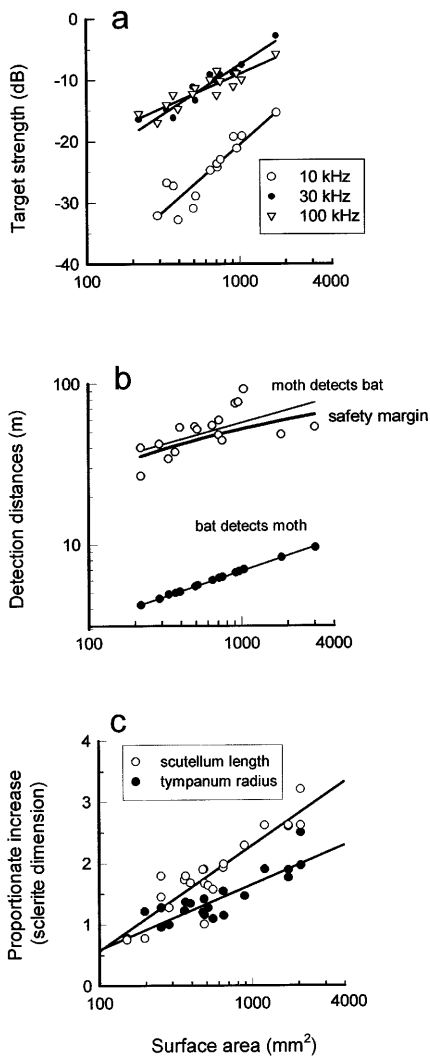 a
Target strength (dB)
0
-10
-20
-30
-40
10 kHz
30 kHz
100 kHz
100
1000
4000
b
Detection distances (m)
100
10
moth detects bat
safety margin
bat detects moth
100
1000
4000
c
Proportionate increase
(sclerite dimension)
4
3
2
1
0
scutellum length
tympanum radius
100
1000
4000
Surface area (mm²)